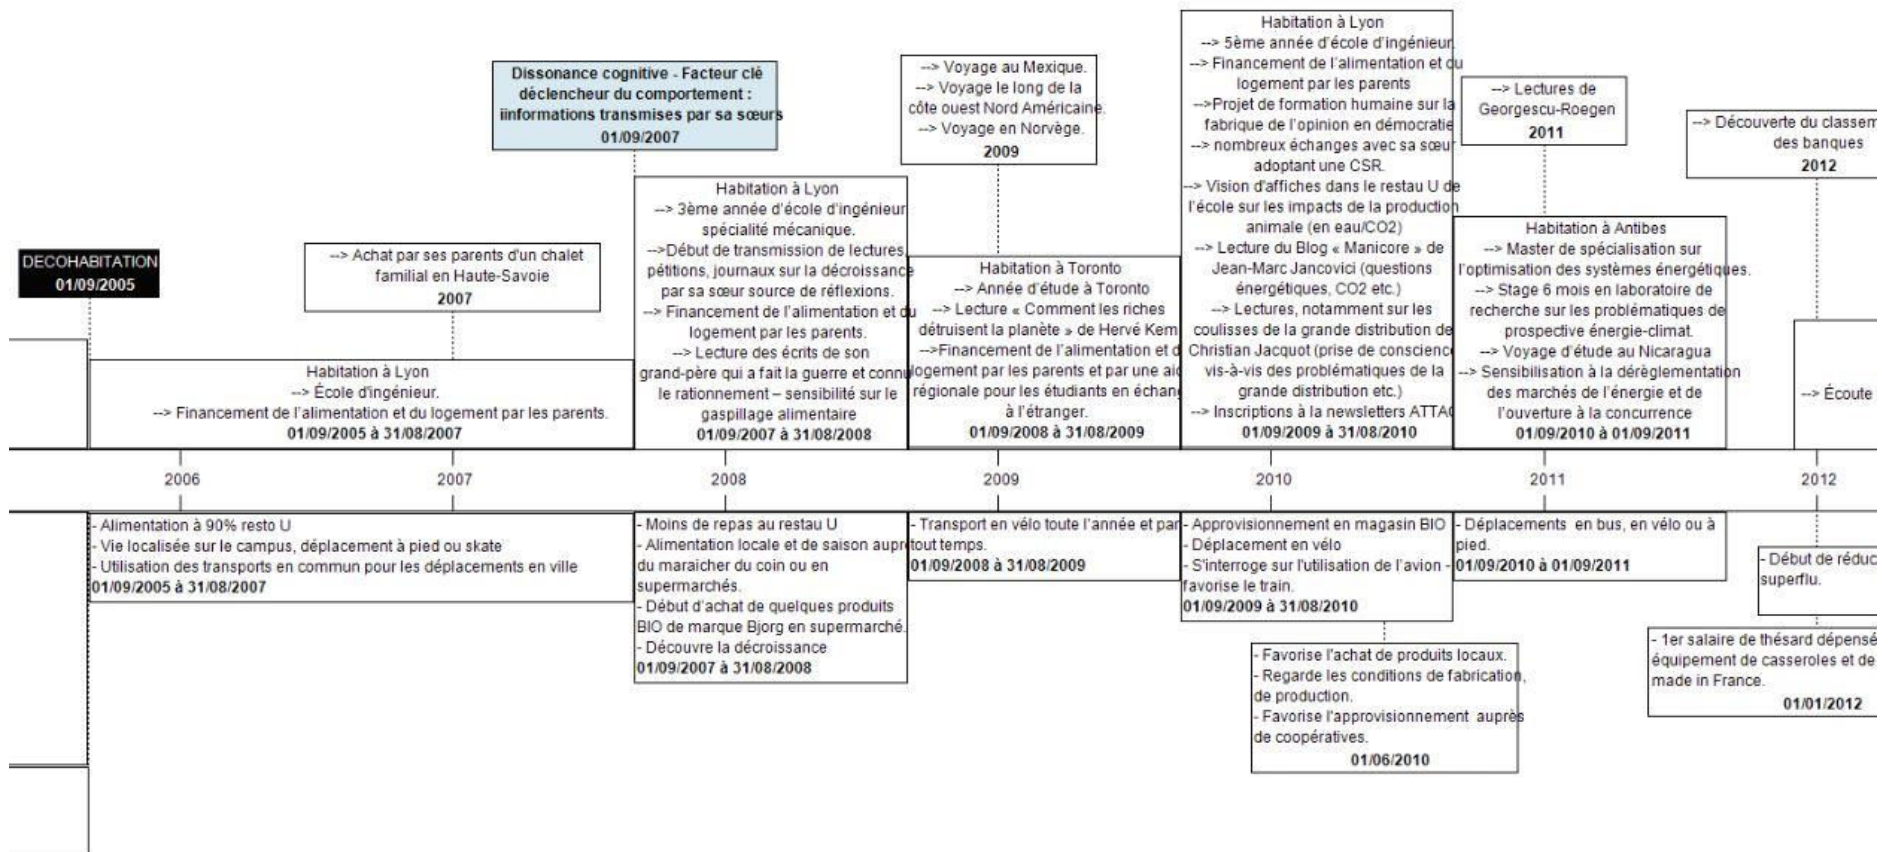 DECOHABITATION
01/09/2005
--> Achat par ses parents d'un chalet
familial en Haute-Savoie
2007
Habitation à Lyon
--> École d'ingénieur.
--> Financement de l'alimentation et du logement par les parents.
01/09/2005 à 31/08/2007
Dissonance cognitive - Facteur clé
déclencheur du comportement :
iinformations transmises par sa sœurs
01/09/2007
Habitation à Lyon
--> 3ème année d'école d'ingénieur
spécialité mécanique.
-->Début de transmission de lectures,
pétitions, journaux sur la décroissance
par sa sœur source de réflexions.
--> Financement de l'alimentation et du
logement par les parents.
--> Lecture des écrits de son
grand-père qui a fait la guerre et connu
le rationnement – sensibilité sur le
gaspillage alimentaire
01/09/2007 à 31/08/2008
--> Voyage au Mexique.
--> Voyage le long de la
côte ouest Nord Américaine.
--> Voyage en Norvège.
2009
Habitation à Toronto
--> Année d'étude à Toronto
--> Lecture « Comment les riches
détruisent la planète » de Hervé Kem
-->Financement de l'alimentation et d
logement par les parents et par une aid
régionale pour les étudiants en échang
à l'étranger.
01/09/2008 à 31/08/2009
Habitation à Lyon
--> 5ème année d'école d'ingénieur.
--> Financement de l'alimentation et du
logement par les parents
-->Projet de formation humaine sur la
fabrique de l'opinion en démocratie
--> nombreux échanges avec sa sœur
adoptant une CSR.
--> Vision d'affiches dans le restau U de
l'école sur les impacts de la production
animale (en eau/CO2)
--> Lecture du Blog « Manicore » de
Jean-Marc Jancovici (questions
énergétiques, CO2 etc.)
--> Lectures, notamment sur les
coulisses de la grande distribution de
Christian Jacquot (prise de conscience
vis-à-vis des problématiques de la
grande distribution etc.)
--> Inscriptions à la newsletters ATTAC
01/09/2009 à 31/08/2010
--> Lectures de
Georgescu-Roegen
2011
Habitation à Antibes
--> Master de spécialisation sur
l'optimisation des systèmes énergétiques.
--> Stage 6 mois en laboratoire de
recherche sur les problématiques de
prospective énergie-climat.
--> Voyage d'étude au Nicaragua
--> Sensibilisation à la dérèglementation
des marchés de l'énergie et de
l'ouverture à la concurrence
01/09/2010 à 01/09/2011
--> Découverte du classem
des banques
2012
--> Écoute
2006 2007 2008 2009 2010 2011 2012
- Alimentation à 90% resto U
- Vie localisée sur le campus, déplacement à pied ou skate
- Utilisation des transports en commun pour les déplacements en ville
01/09/2005 à 31/08/2007
- Moins de repas au restau U
- Alimentation locale et de saison aupr
du maraicher du coin ou en
supermarchés.
- Début d'achat de quelques produits
BIO de marque Bjorg en supermarché.
- Découvre la décroissance
01/09/2007 à 31/08/2008
- Transport en vélo toute l'année et par
tout temps.
01/09/2008 à 31/08/2009
- Approvisionnement en magasin BIO
- Déplacement en vélo
- S'interroge sur l'utilisation de l'avion -
favorise le train.
01/09/2009 à 31/08/2010
- Favorise l'achat de produits locaux.
- Regarde les conditions de fabrication,
de production.
- Favorise l'approvisionnement auprès
de coopératives.
01/06/2010
- Déplacements en bus, en vélo ou à
pied.
01/09/2010 à 01/09/2011
- Début de réduc
superflu.
- 1er salaire de thésard dépensé
équipement de casseroles et de
made in France.
01/01/2012